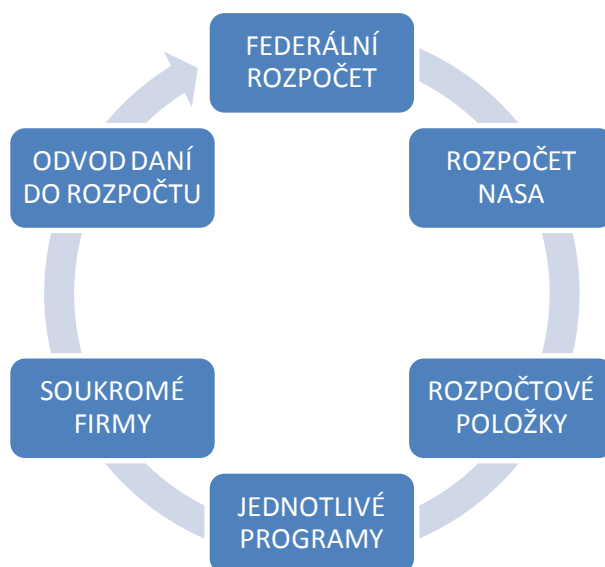 FEDERÁLNÍ
ROZPOČET
ROZPOČET
NASA
ROZPOČTOVÉ
POLOŽKY
JEDNOTLIVÉ
PROGRAMY
SOUKROMÉ
FIRMY
ODVOD DANÍ
DO ROZPOČTU